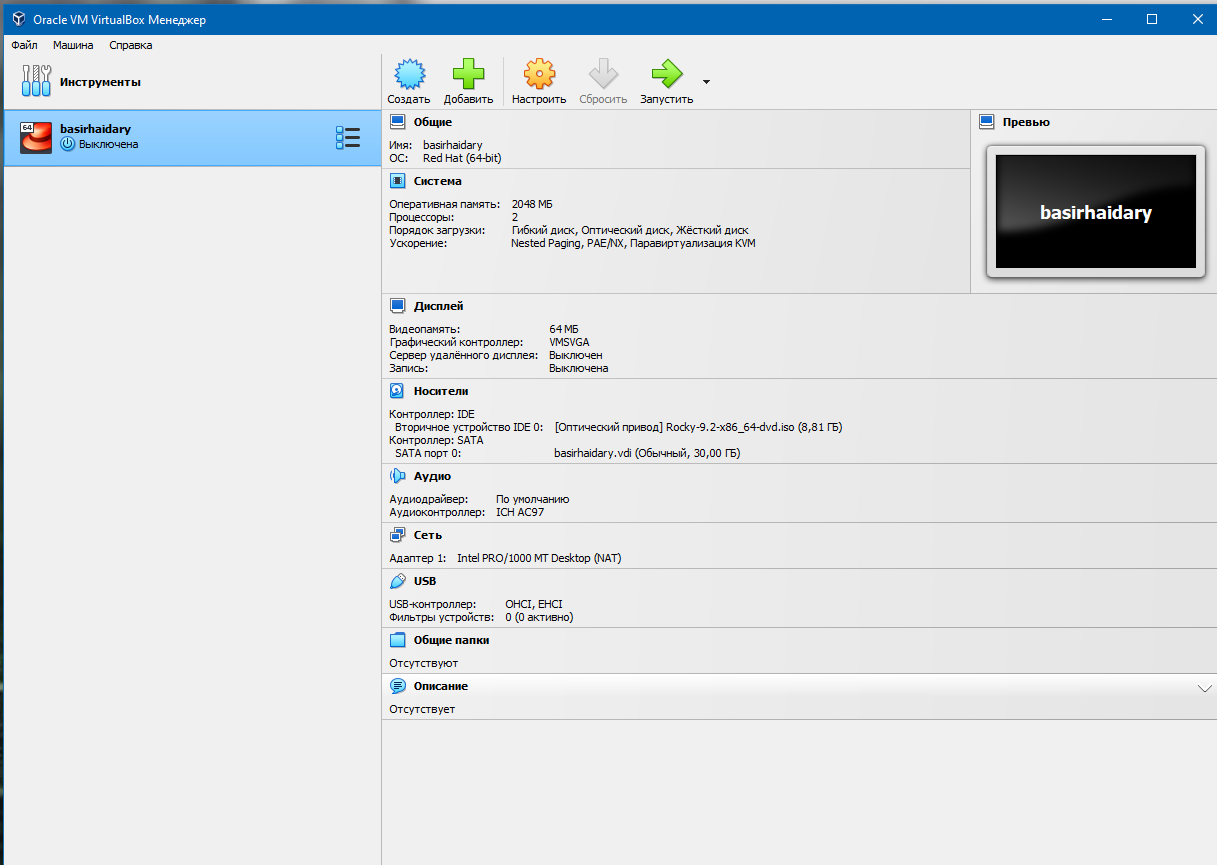 Oracle VM VirtualBox Менеджер
Файл Машина Справка
Инструменты
Создать Добавить Настроить Сбросить Запустить
64
basirhaidary
Выключена
Общие
Имя: basirhaidary
ОС: Red Hat (64-bit)
Превью
basirhaidary
Система
Оперативная память: 2048 МБ
Процессоры: 2
Порядок загрузки: Гибкий диск, Оптический диск, Жёсткий диск
Ускорение: Nested Paging, PAE/NX, Паравиртуализация KVM
Дисплей
Видеопамять: 64 МБ
Графический контроллер: VMSVGA
Сервер удалённого дисплея: Выключен
Запись: Выключена
Носители
Контроллер: IDE
Вторичное устройство IDE 0: [Оптический привод] Rocky-9.2-x86_64-dvd.iso (8,81 ГБ)
Контроллер: SATA
SATA порт 0: basirhaidary.vdi (Обычный, 30,00 ГБ)
Аудио
Аудиодрайвер: По умолчанию
Аудиоконтроллер: ICH AC97
Сеть
Адаптер 1: Intel PRO/1000 MT Desktop (NAT)
USB
USB-контроллер: OHCI, EHCI
Фильтры устройств: 0 (0 активно)
Общие папки
Отсутствуют
Описание
Отсутствует